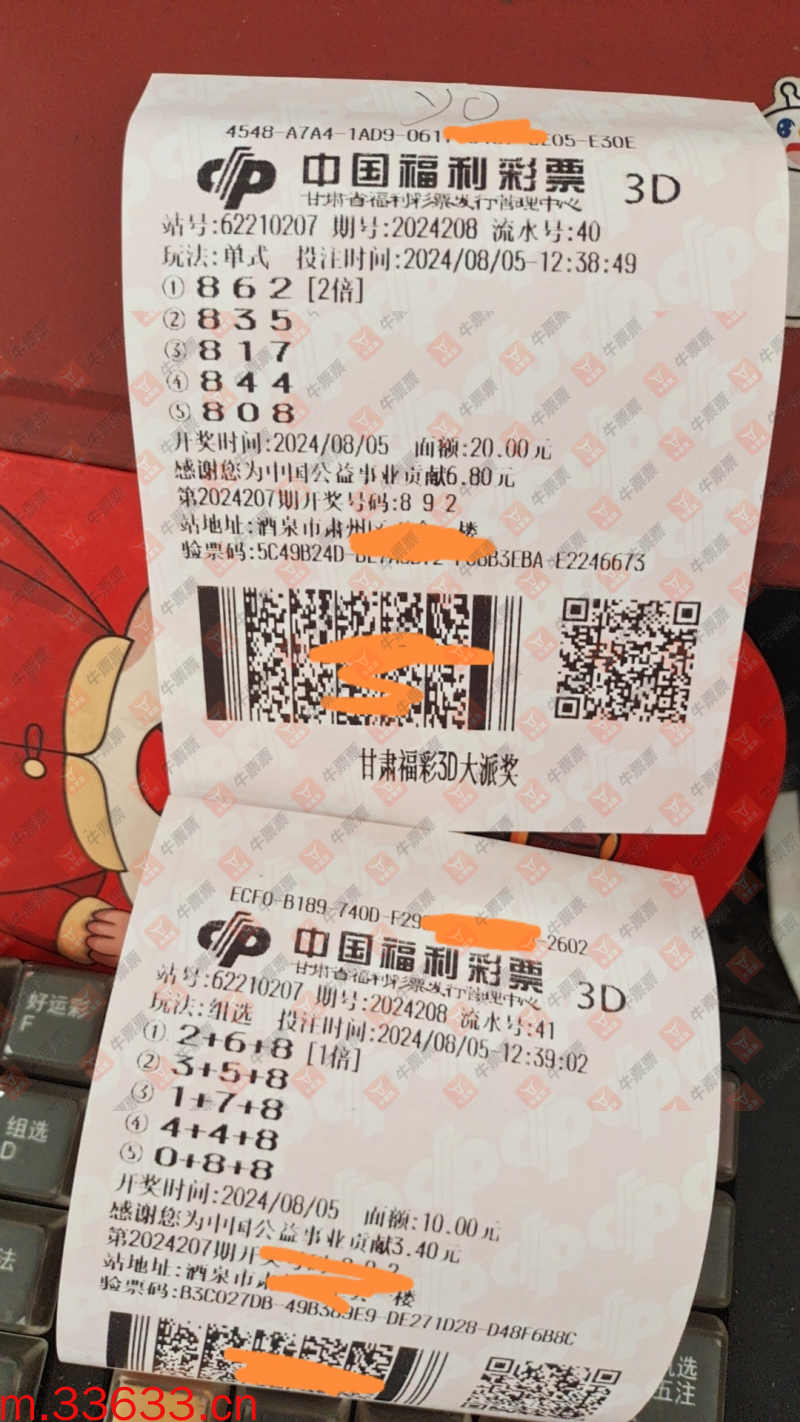 4548-A7A4-1AD9-061 E05-E30E
中国福利彩票 3D
甘肃省福利彩票发行管理中心
站号:62210207 期号:2024208 流水号:40
玩法:单式 投注时间:2024/08/05-12:38:49
① 8 6 2 [2倍]
② 8 3 5
③ 8 1 7
④ 8 4 4
⑤ 8 0 8
开奖时间:2024/08/05 面额:20.00元
感谢您为中国公益事业贡献6.80元
第2024207期开奖号码:8 9 2
站地址:酒泉市肃州 楼
验票码:5C49B24D- B3EBA-E2246673
甘肃福彩3D大派奖
ECF0-B189-740D-F29 -2602
中国福利彩票 3D
甘肃省福利彩票发行管理中心
站号:62210207 期号:2024208 流水号:41
玩法:组选 投注时间:2024/08/05-12:39:02
① 2+6+8 [1倍]
② 3+5+8
③ 1+7+8
④ 4+4+8
⑤ 0+8+8
开奖时间:2024/08/05 面额:10.00元
感谢您为中国公益事业贡献3.40元
第2024207期开
站地址:酒泉市 楼
验票码:B3C027DB-49B389E9-DE271D28-D48F6B8C
好运彩
F
组选
D
法
机选
五注
牛票票
m.33633.cn